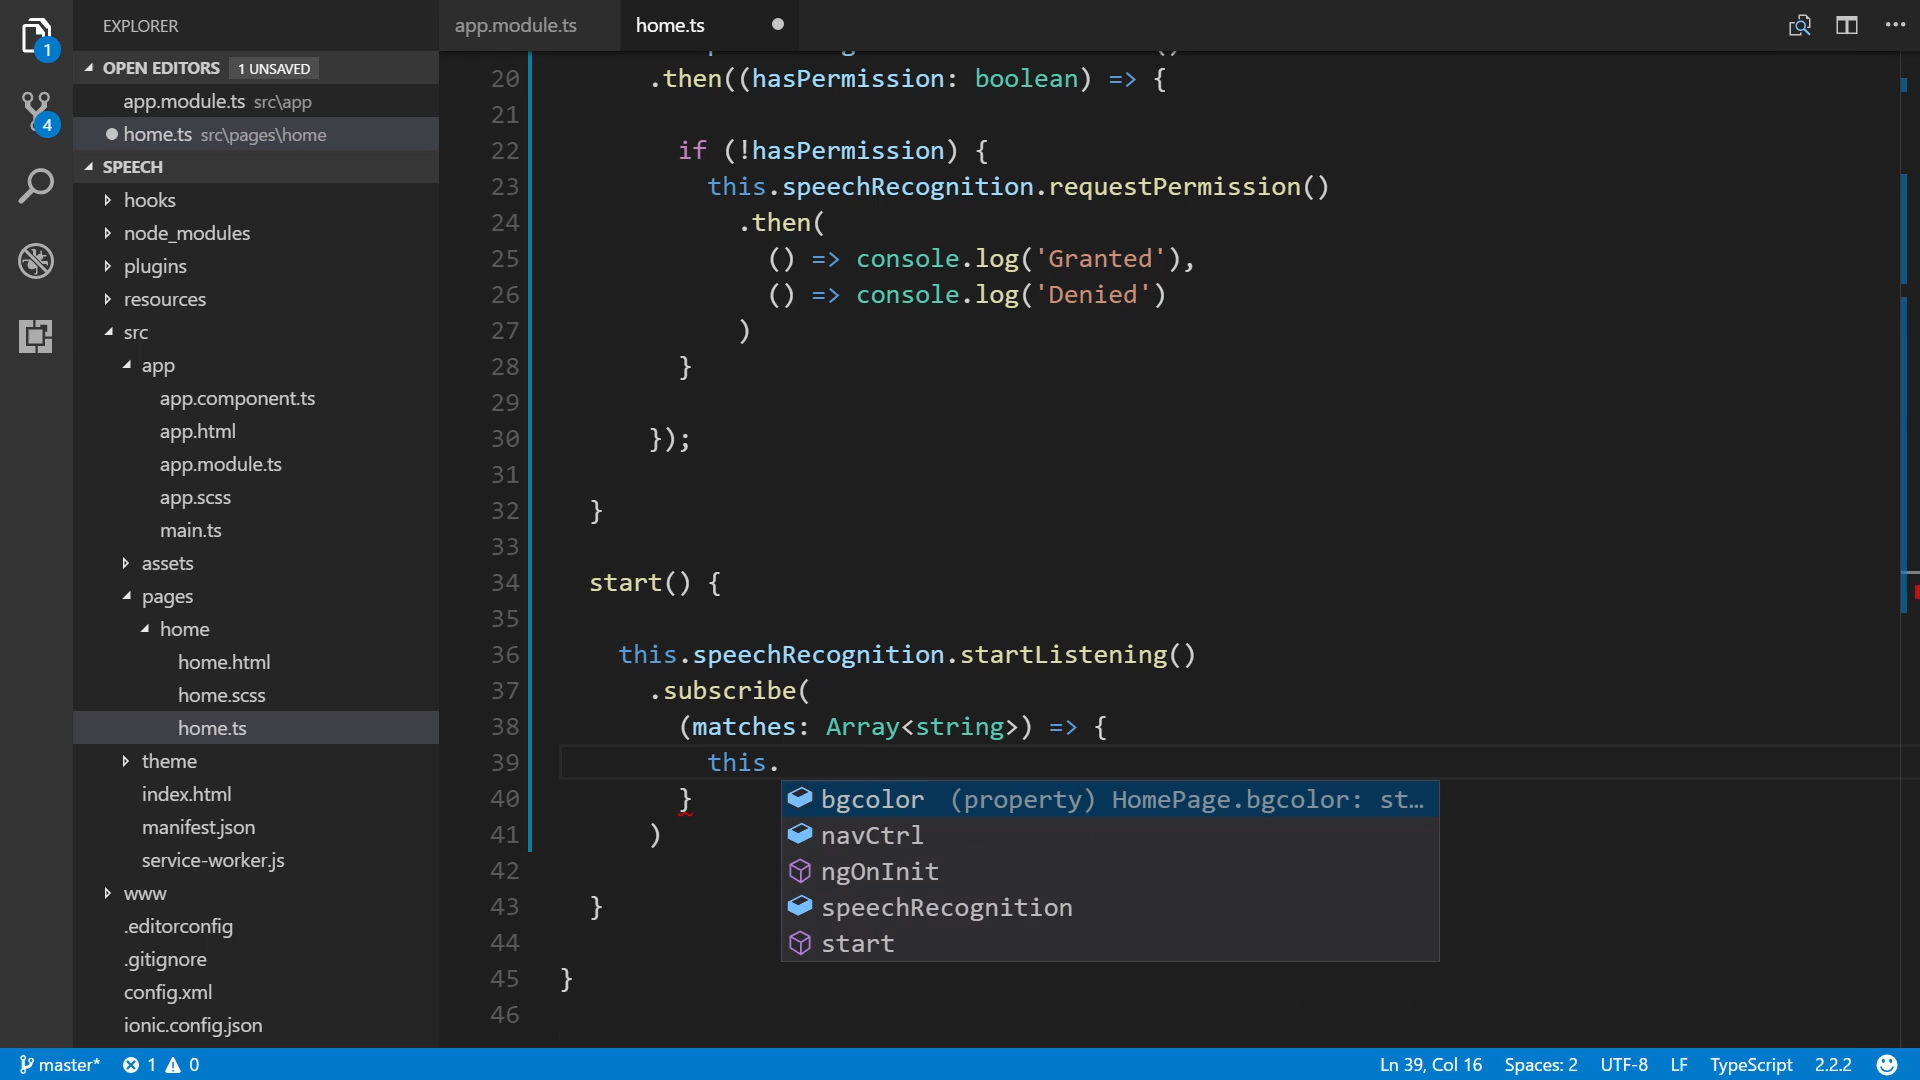 EXPLORER
OPEN EDITORS 1 UNSAVED
app.module.ts src\app
home.ts src\pages\home
SPEECH
hooks
node_modules
plugins
resources
src
app
app.component.ts
app.html
app.module.ts
app.scss
main.ts
assets
pages
home
home.html
home.scss
home.ts
theme
index.html
manifest.json
service-worker.js
www
.editorconfig
.gitignore
config.xml
ionic.config.json
1
4
app.module.ts home.ts
20 .then((hasPermission: boolean) => {
21
22 if (!hasPermission) {
23 this.speechRecognition.requestPermission()
24 .then(
25 () => console.log('Granted'),
26 () => console.log('Denied')
27 )
28 }
29
30 });
31
32 }
33
34 start() {
35
36 this.speechRecognition.startListening()
37 .subscribe(
38 (matches: Array<string>) => {
39 this.
40 }
41 )
42
43 }
44
45 }
46
bgcolor (property) HomePage.bgcolor: st…
navCtrl
ngOnInit
speechRecognition
start
master* 1 0 Ln 39, Col 16 Spaces: 2 UTF-8 LF TypeScript 2.2.2